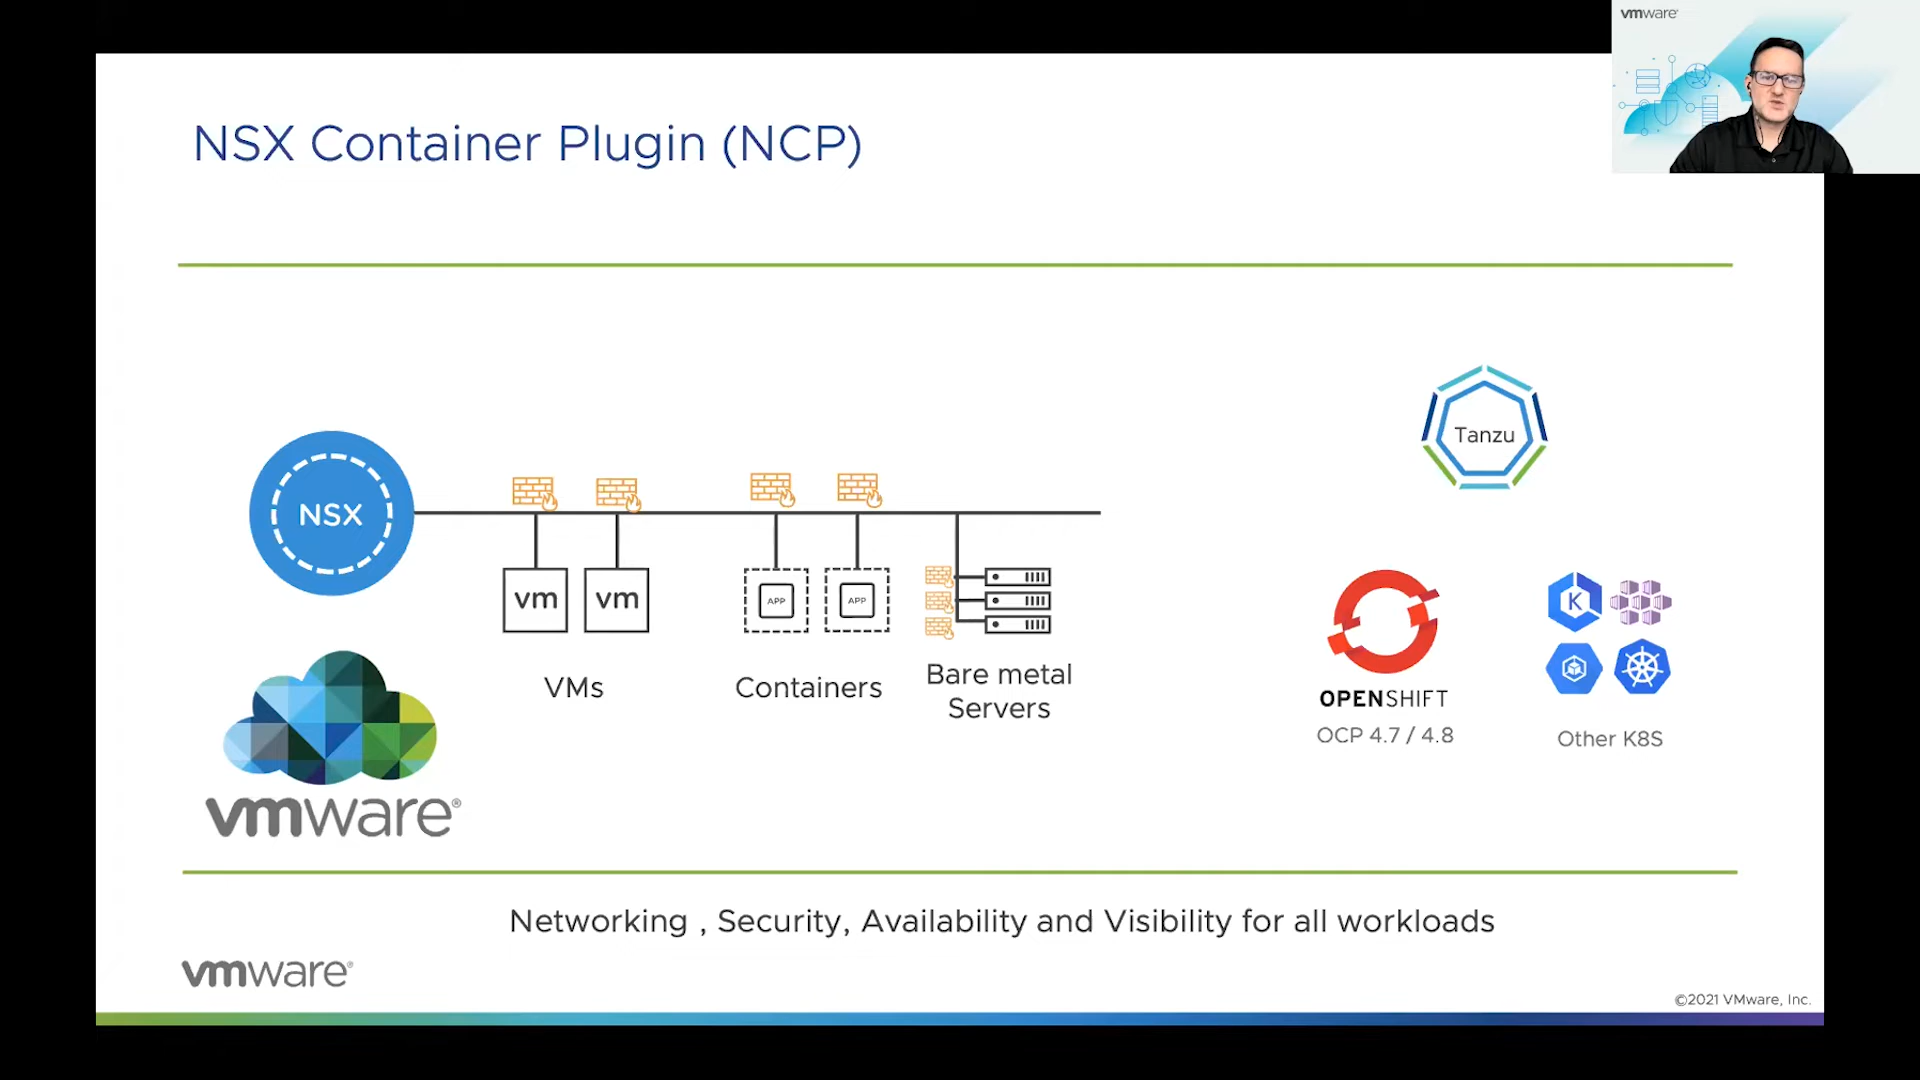 vmware
NSX Container Plugin (NCP)
Tanzu
NSX
vm
vm
APP
APP
K
VMs
Containers
Bare metal
Servers
OPENSHIFT
OCP 4.7 / 4.8
Other K8S
vmware®
Networking , Security, Availability and Visibility for all workloads
vmware®
©2021 VMware, Inc.